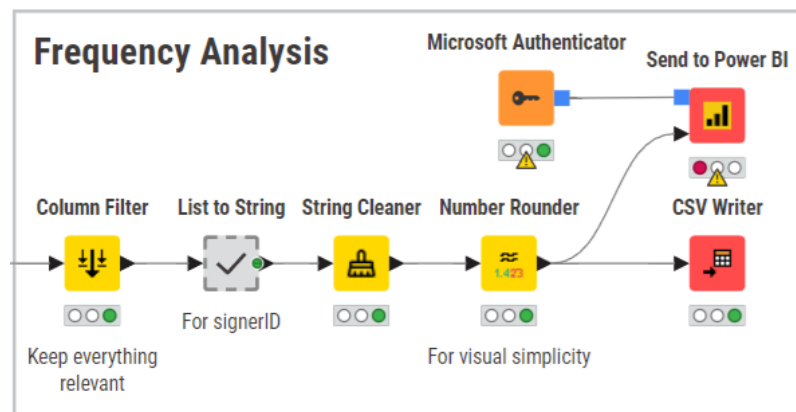 Frequency Analysis
Microsoft Authenticator
Send to Power BI
Column Filter
List to String
String Cleaner
Number Rounder
CSV Writer
1.423
For signerID
Keep everything
relevant
For visual simplicity